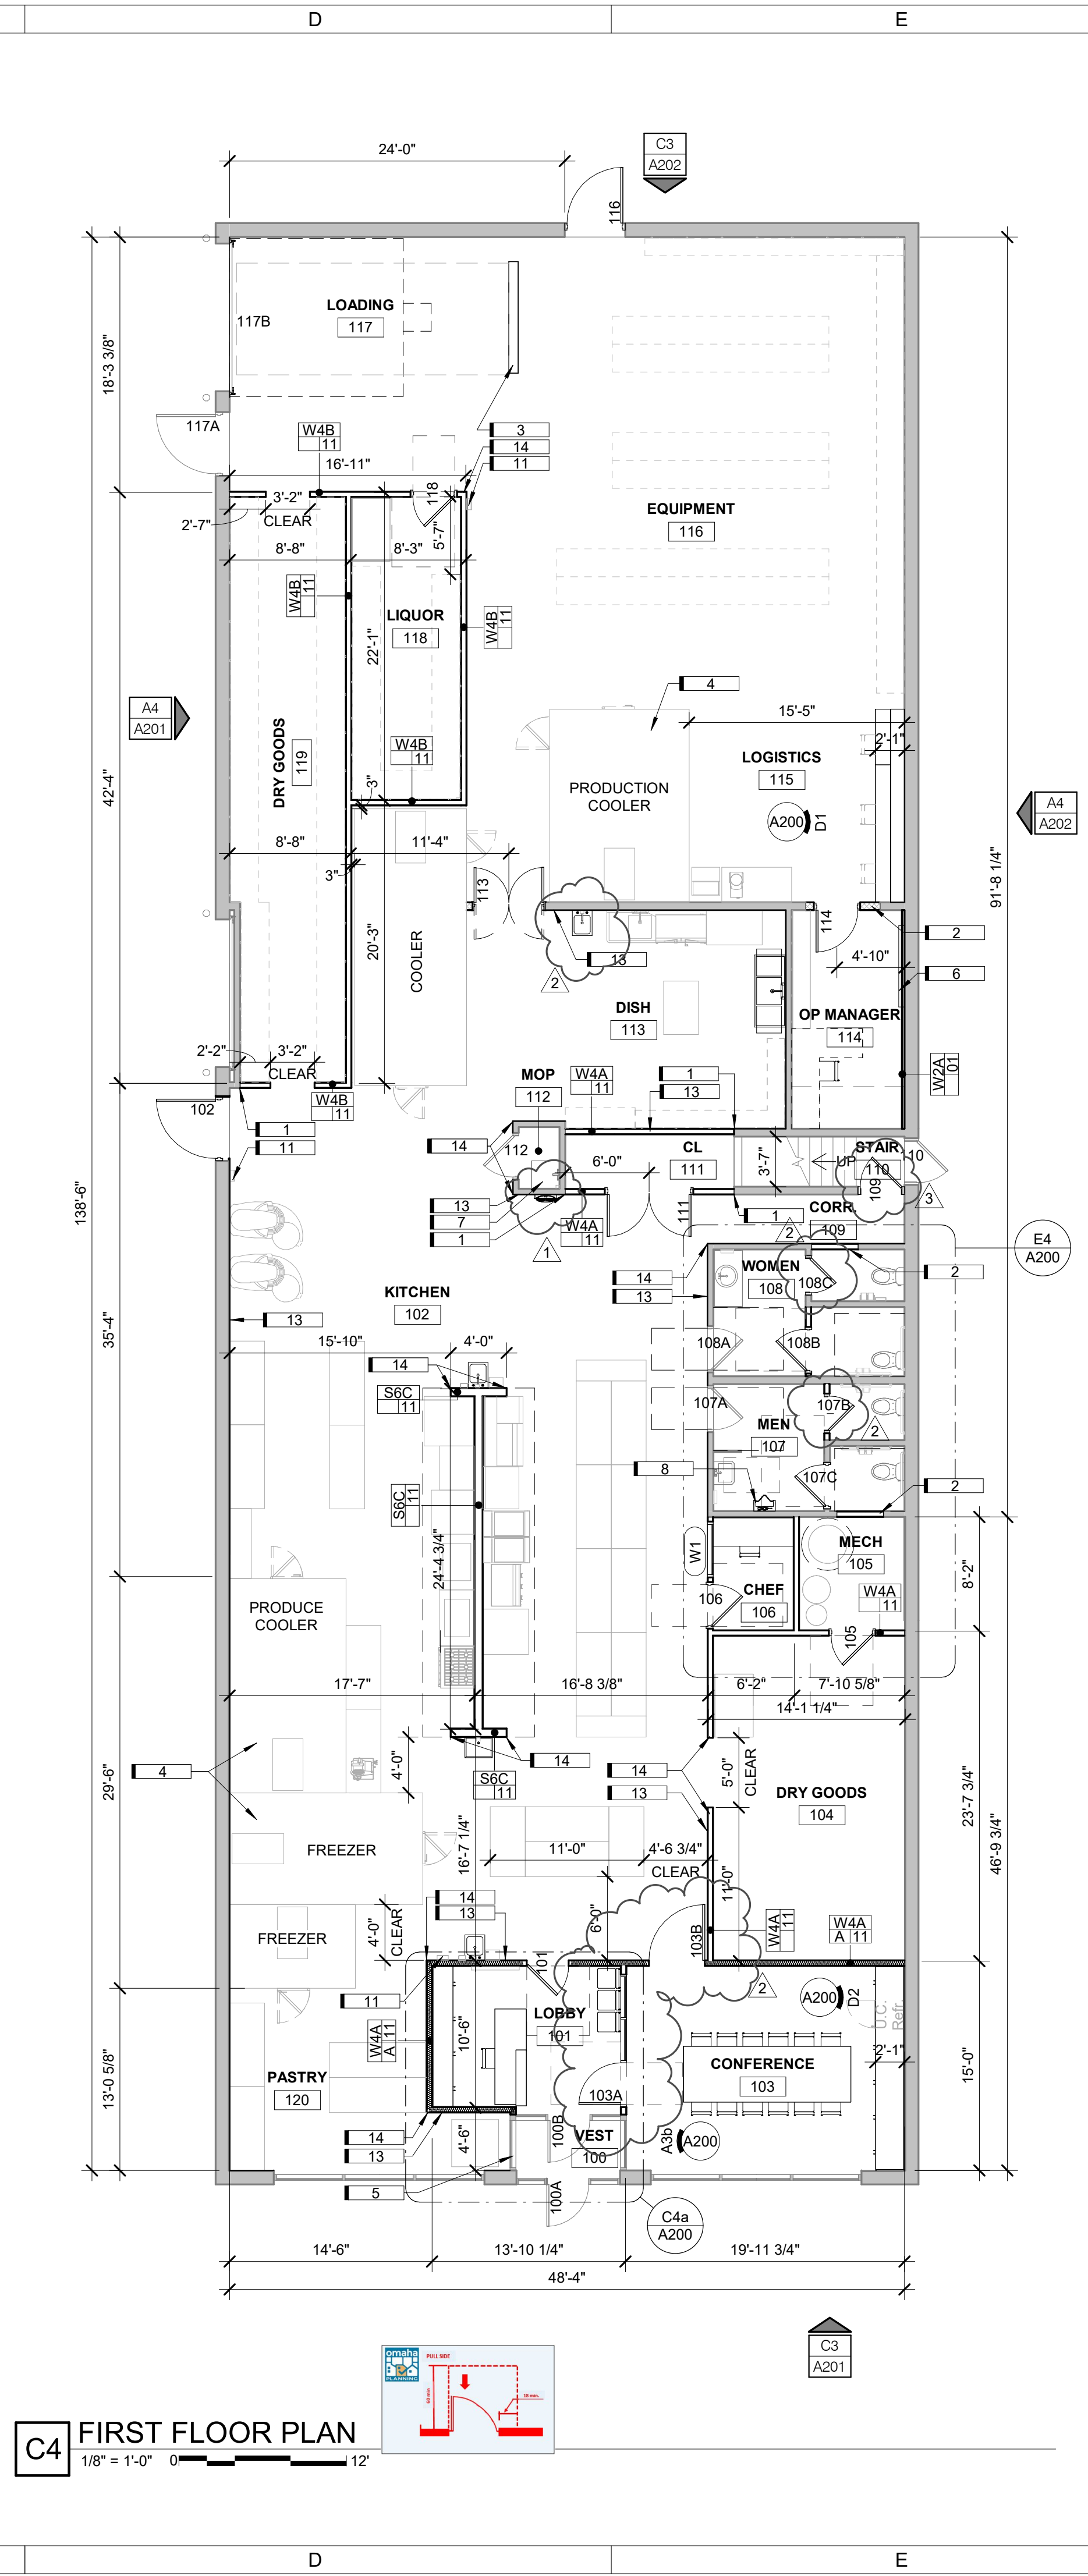 D
E
C3
A202
24'-0"
116
LOADING
117
117B
18'-3 3/8"
117A
W4B
11
3
14
11
16'-11"
118
3'-2"
CLEAR
2'-7"
5'-7"
EQUIPMENT
116
8'-8"
8'-3"
W4B
11
LIQUOR
118
W4B
11
22'-1"
4
A4
A201
15'-5"
2'-1"
DRY GOODS
119
W4B
11
LOGISTICS
115
PRODUCTION
COOLER
3"
42'-4"
A200
D1
A4
A202
8'-8"
11'-4"
3"
91'-8 1/4"
113
114
2
20'-3"
COOLER
13
2
4'-10"
6
DISH
113
OP MANAGER
114
2'-2"
3'-2"
CLEAR
MOP
112
W4A
11
1
13
W2A
01
W4B
11
102
1
11
14
112
CL
111
6'-0"
3'-7"
UP
STAIR
110
10
109
3
138'-6"
13
7
1
W4A
11
1
111
1
CORR.
109
2
E4
A200
WOMEN
108
108C
14
13
2
KITCHEN
102
13
35'-4"
15'-10"
4'-0"
14
108A
108B
S6C
11
107A
107B
MEN
107
2
8
107C
2
S6C
11
24'-4 3/4"
W1
MECH
105
8'-2"
CHEF
106
106
W4A
11
105
PRODUCE
COOLER
17'-7"
16'-8 3/8"
6'-2"
7'-10 5/8"
14'-1 1/4"
4
29'-6"
4'-0"
14
14
13
5'-0"
CLEAR
S6C
11
DRY GOODS
104
23'-7 3/4"
46'-9 3/4"
FREEZER
16'-7 1/4"
11'-0"
4'-6 3/4"
CLEAR
11'-0"
14
13
FREEZER
4'-0"
CLEAR
6'-0"
103B
W4A
11
W4A
A 11
101
2
11
LOBBY
101
A200
D2
U.C.
Refr.
W4A
A 11
10'-6"
2'-1"
CONFERENCE
103
15'-0"
13'-0 5/8"
PASTRY
120
103A
14
13
4'-6"
100B
VEST
100
A3b
A200
5
100A
C4a
A200
14'-6"
13'-10 1/4"
19'-11 3/4"
48'-4"
C3
A201
omaha
PLANNING
PULL SIDE
60 min
18 min.
C4
FIRST FLOOR PLAN
1/8" = 1'-0"
0
12'
D
E